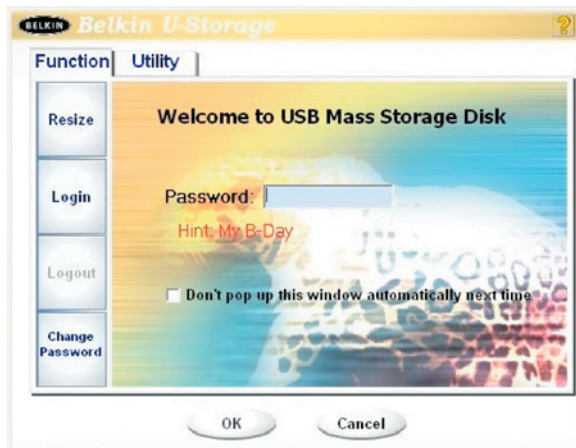 BELKIN Belkin U-Storage ?
Function Utility
Resize
Welcome to USB Mass Storage Disk
Login
Password:
Hint: My B-Day
Logout
Don't pop up this window automatically next time
Change
Password
OK Cancel